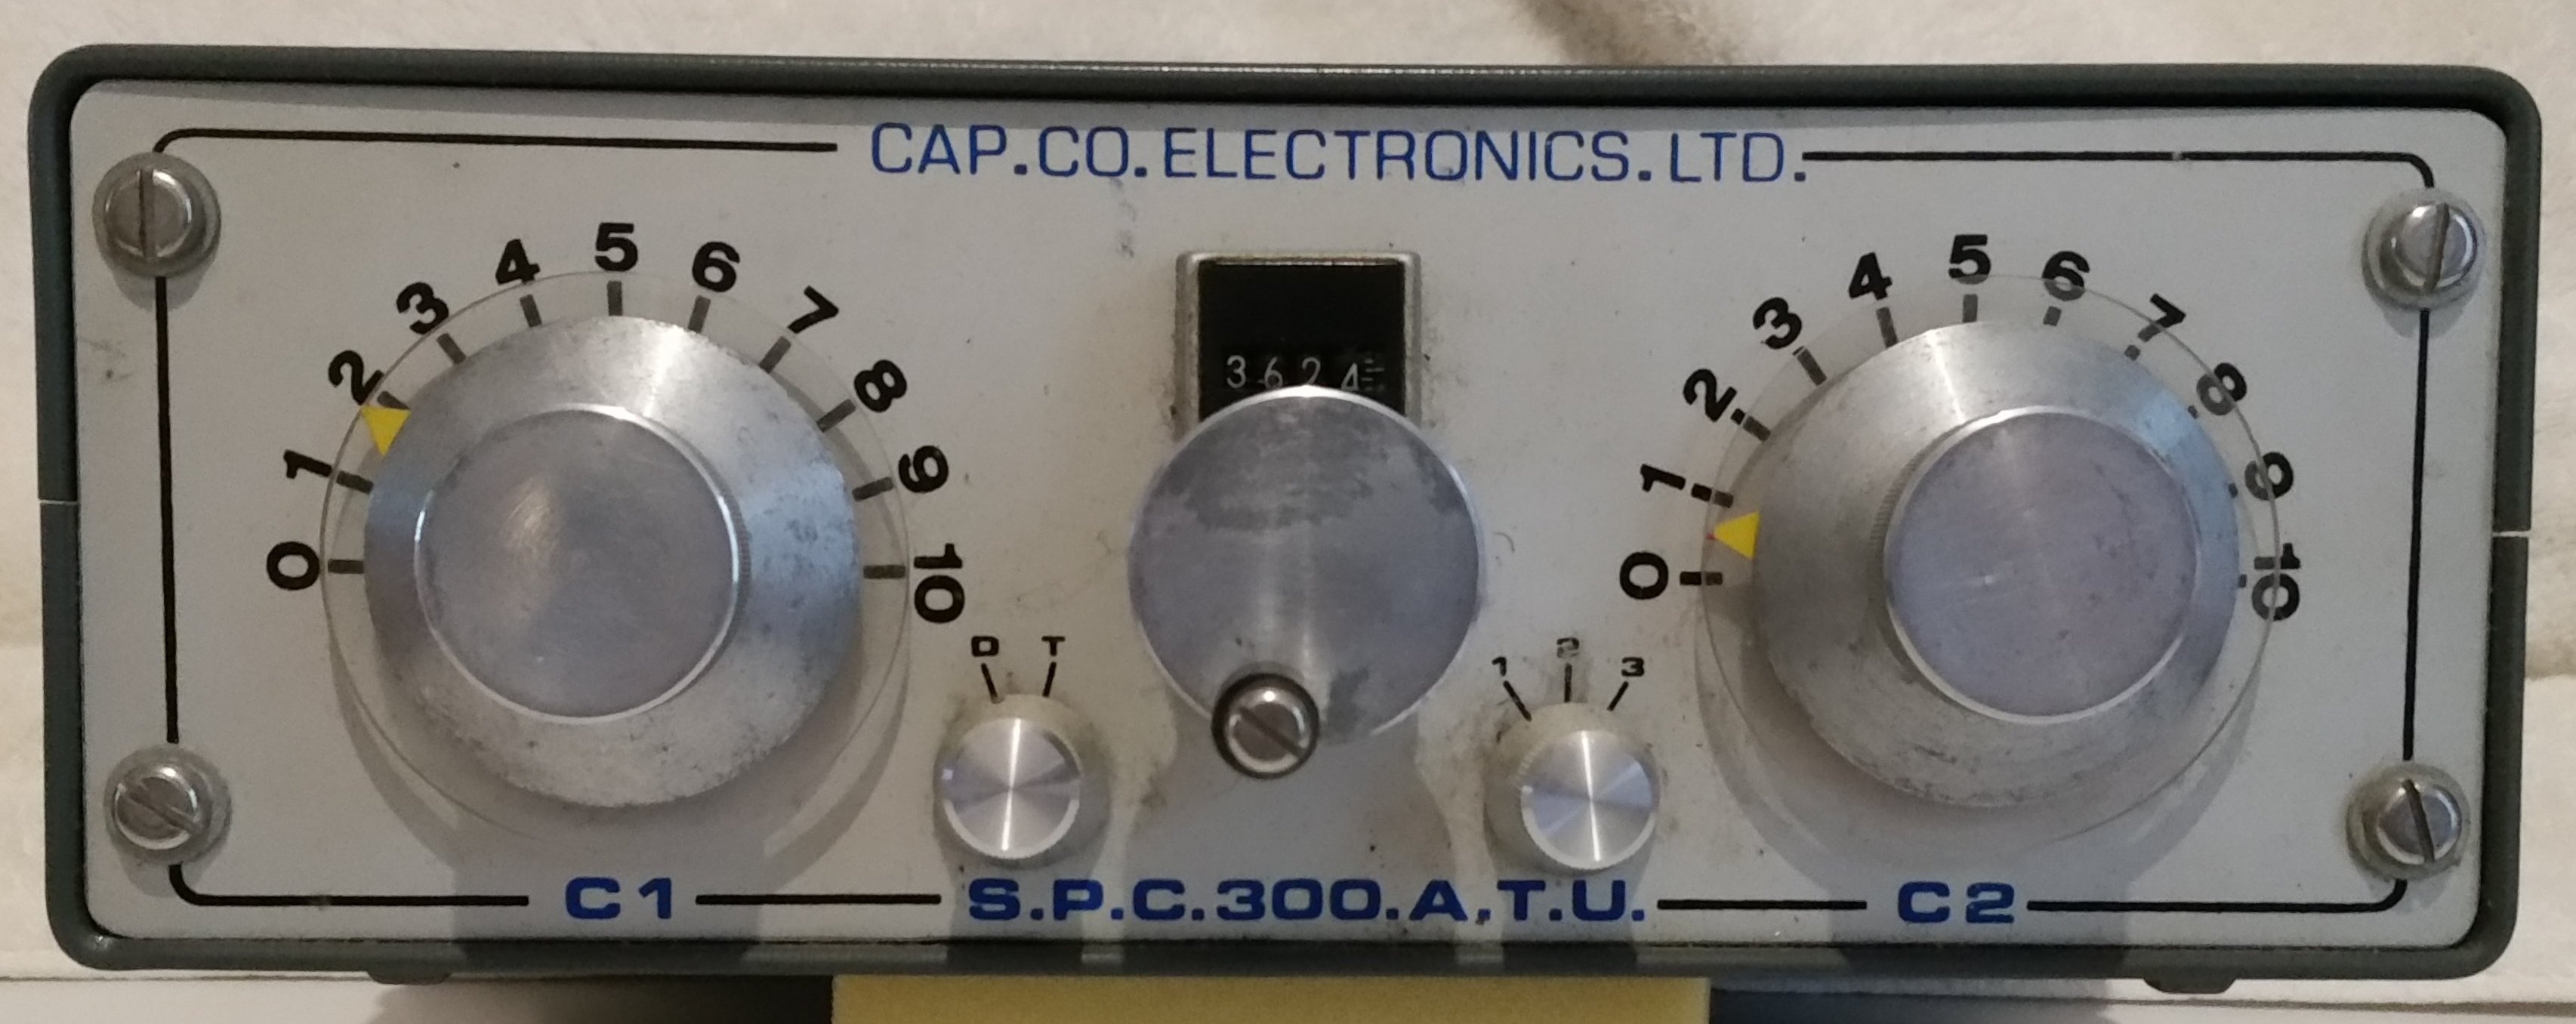 CAP.CO.ELECTRONICS.LTD.
0 1 2 3 4 5 6 7 8 9 10
3624
0 1 2 3 4 5 6 7 8 9 10
D T
1 2 3
C1
S.P.C.300.A.T.U.
C2